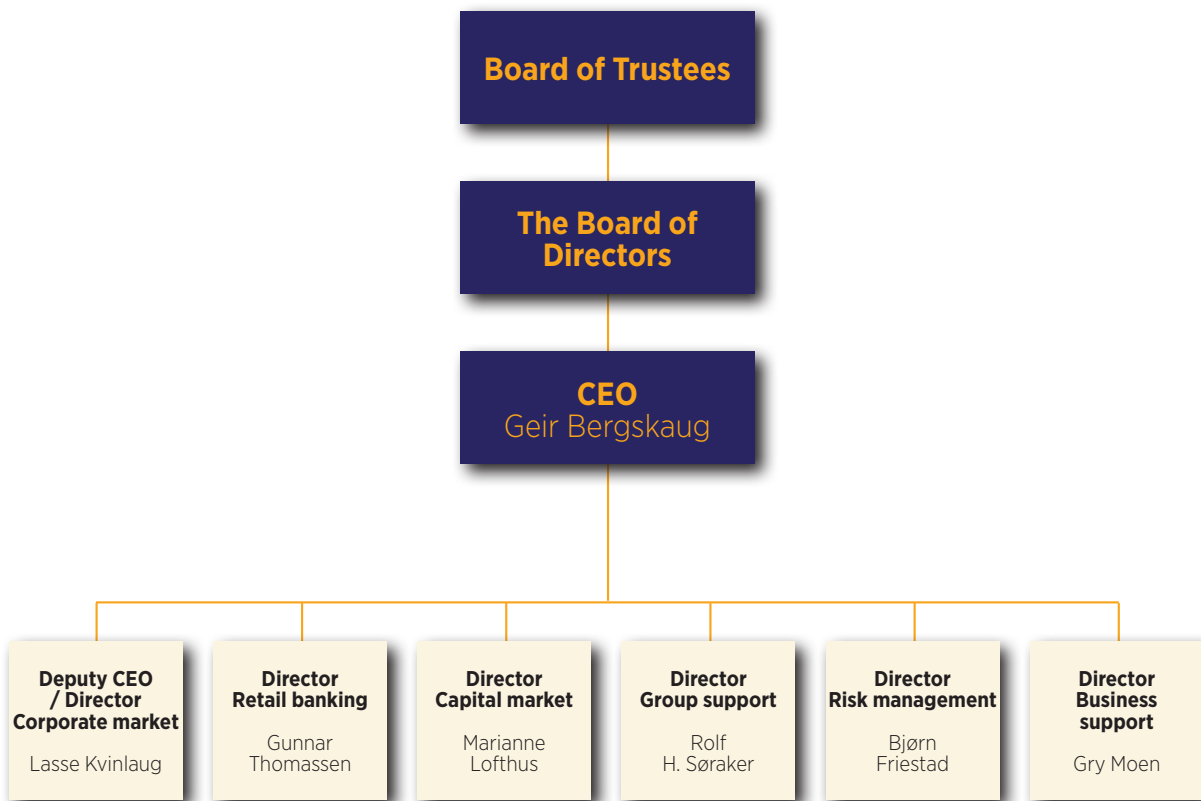 Board of Trustees
The Board of
Directors
CEO
Geir Bergskaug
Deputy CEO
/ Director
Corporate market
Lasse Kvinlaug
Director
Retail banking
Gunnar
Thomassen
Director
Capital market
Marianne
Lofthus
Director
Group support
Rolf
H. Søraker
Director
Risk management
Bjørn
Friestad
Director
Business
support
Gry Moen